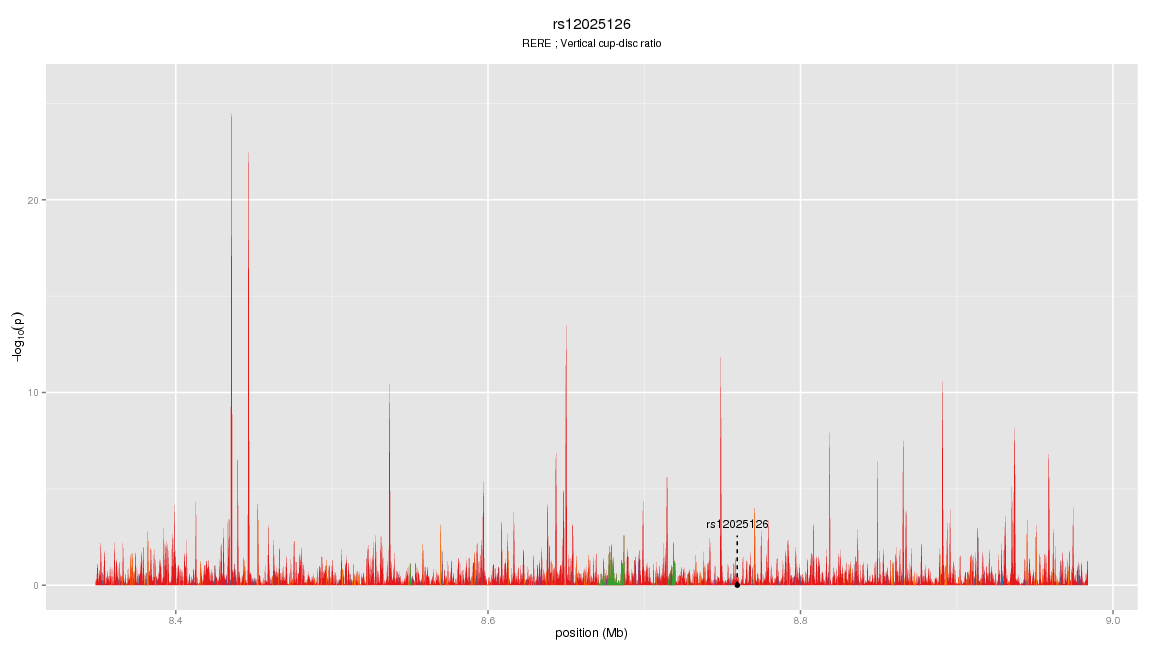 rs12025126
RERE ; Vertical cup-disc ratio
−log10(p)
20
10
0
rs12025126
8.4 8.6 8.8 9.0
position (Mb)